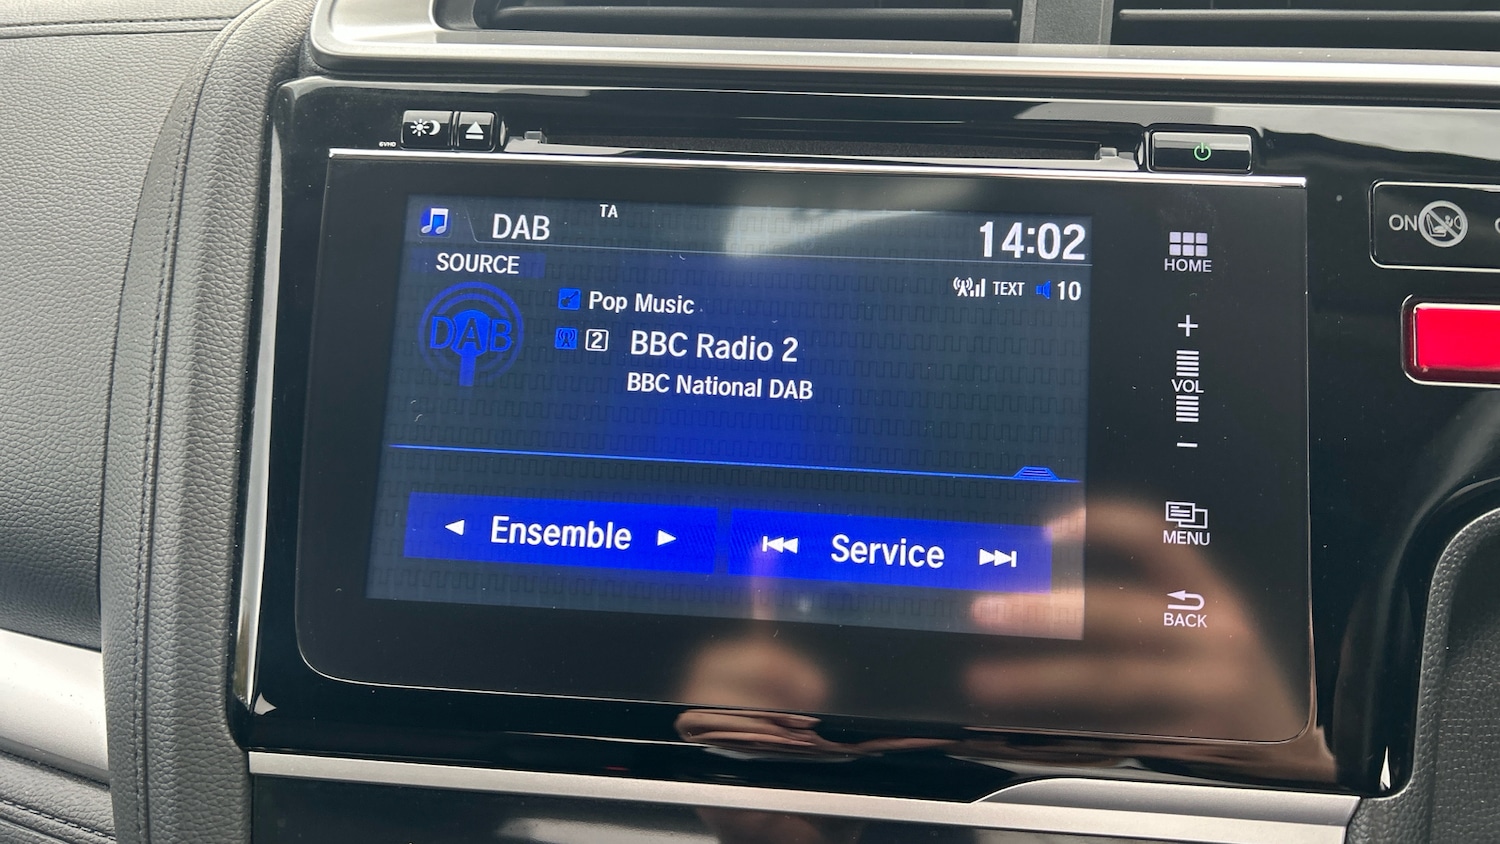 DAB
TA
14:02
SOURCE
TEXT 10
DAB
Pop Music
2 BBC Radio 2
BBC National DAB
Ensemble
Service
HOME
+
VOL
−
MENU
BACK
ON